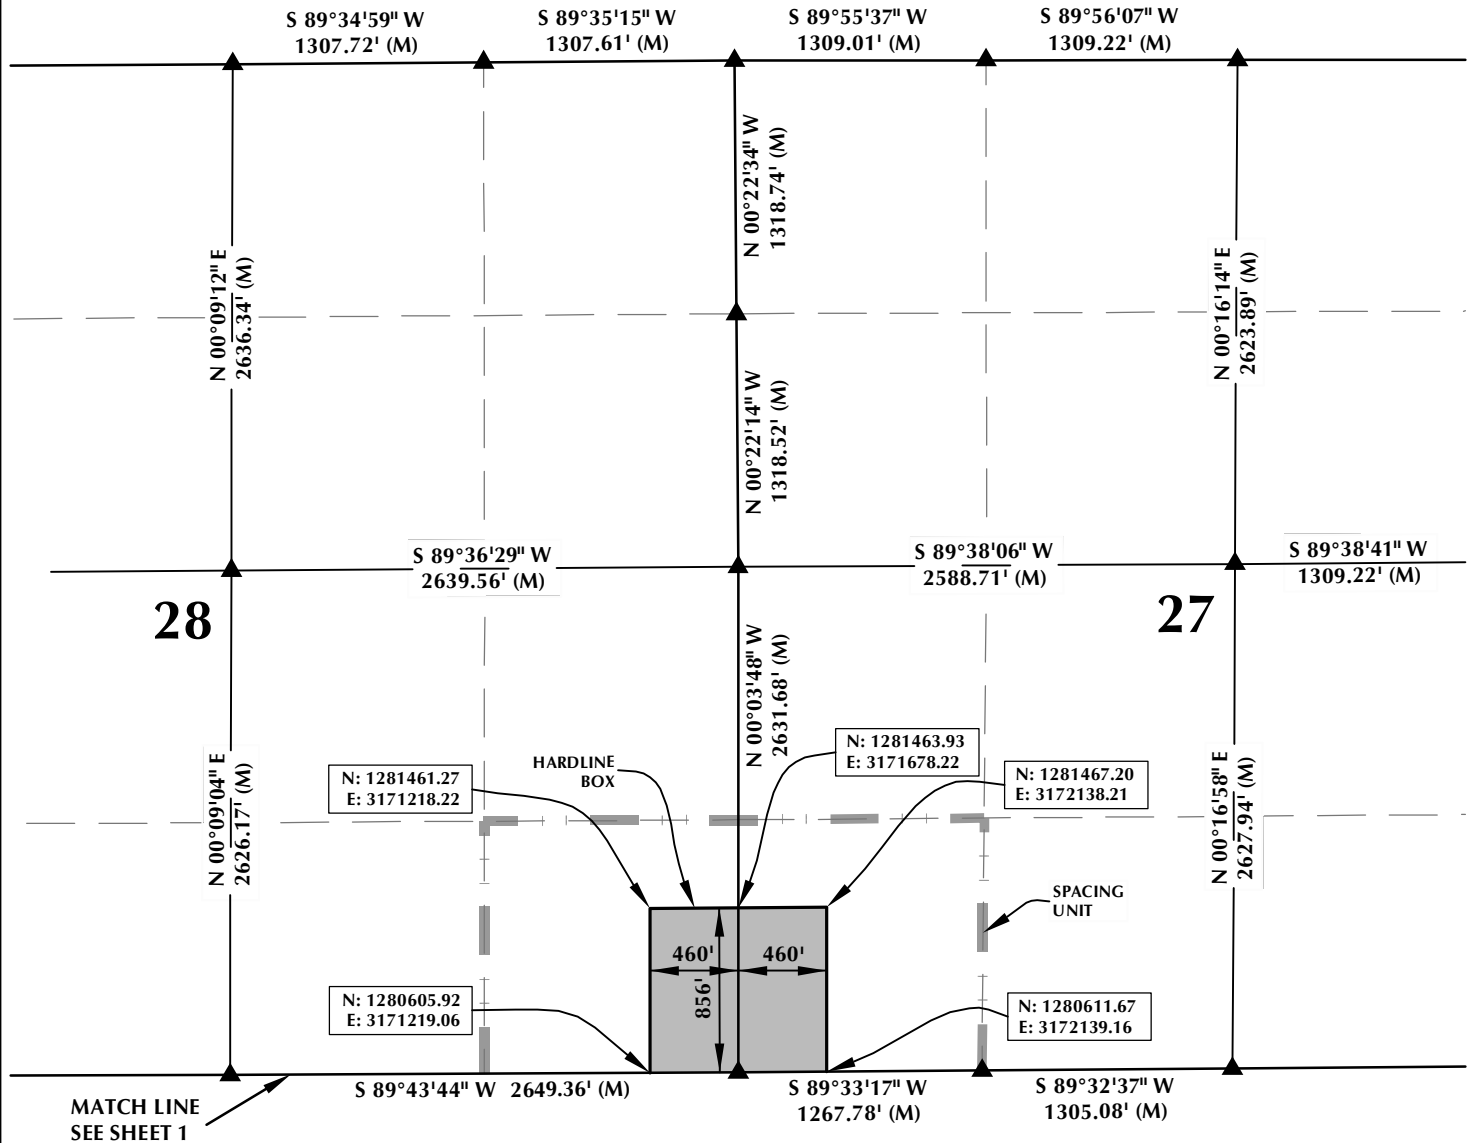 S 89°34'59" W
1307.72' (M)
S 89°35'15" W
1307.61' (M)
S 89°55'37" W
1309.01' (M)
S 89°56'07" W
1309.22' (M)
N 00°22'34" W
1318.74' (M)
N 00°09'12" E
2636.34' (M)
N 00°16'14" E
2623.89' (M)
N 00°22'14" W
1318.52' (M)
S 89°36'29" W
2639.56' (M)
S 89°38'06" W
2588.71' (M)
S 89°38'41" W
1309.22' (M)
28
27
N 00°03'48" W
2631.68' (M)
N 00°09'04" E
2626.17' (M)
N 00°16'58" E
2627.94' (M)
N: 1281461.27
E: 3171218.22
HARDLINE
BOX
N: 1281463.93
E: 3171678.22
N: 1281467.20
E: 3172138.21
SPACING
UNIT
460'
460'
856'
N: 1280605.92
E: 3171219.06
N: 1280611.67
E: 3172139.16
S 89°43'44" W 2649.36' (M)
S 89°33'17" W
1267.78' (M)
S 89°32'37" W
1305.08' (M)
MATCH LINE
SEE SHEET 1